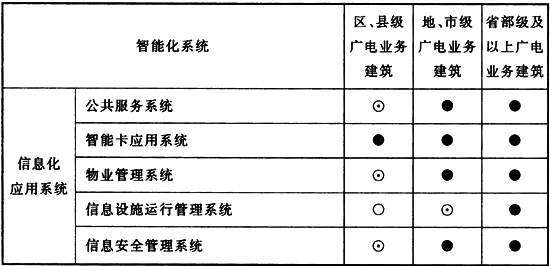 智能化系统
区、县级
广电业务
建筑
地、市级
广电业务
建筑
省部级及
以上广电
业务建筑
信息化
应用系统
公共服务系统 ⊙ ● ●
智能卡应用系统 ● ● ●
物业管理系统 ⊙ ● ●
信息设施运行管理系统 ○ ⊙ ●
信息安全管理系统 ⊙ ● ●